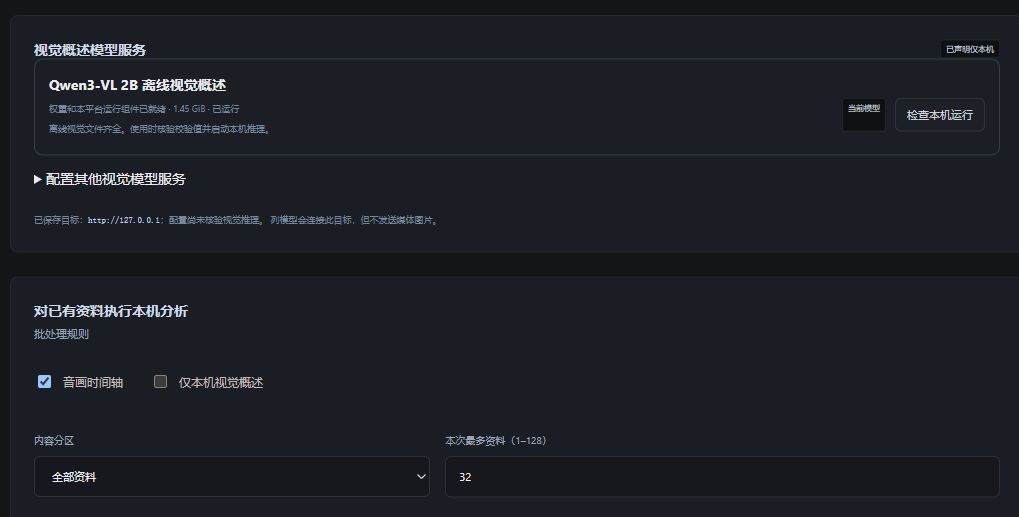 视觉概述模型服务
已声明仅本机
Qwen3-VL 2B 离线视觉概述
权重和本平台运行组件已就绪 · 1.45 GiB · 已运行
离线视觉文件齐全。使用时核验校验值并启动本机推理。
当前模型
检查本机运行
▶ 配置其他视觉模型服务
已保存目标：http://127.0.0.1；配置尚未核验视觉推理。 列模型会连接此目标，但不发送媒体图片。
对已有资料执行本机分析
批处理规则
音画时间轴
仅本机视觉概述
内容分区
本次最多资料（1–128）
全部资料
32